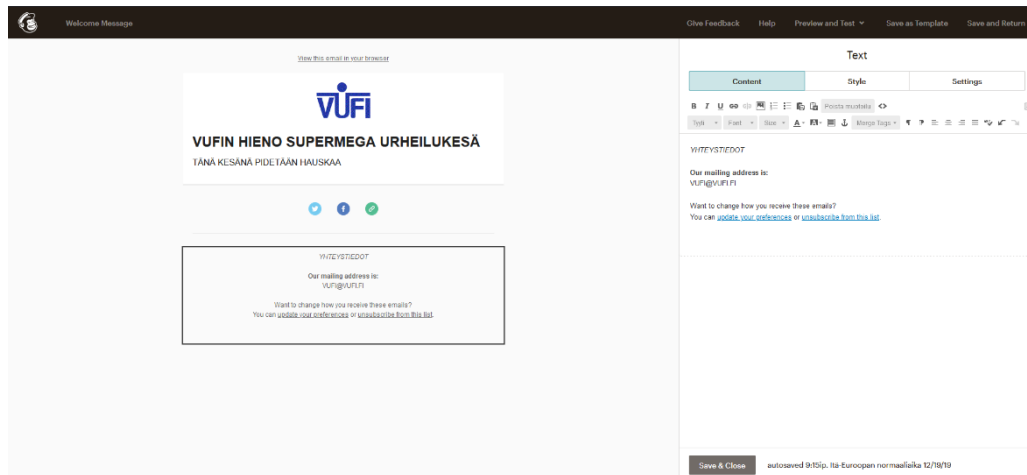 Welcome Message
Give Feedback Help Preview and Test Save as Template Save and Return
View this email in your browser
VUFI
VUFIN HIENO SUPERMEGA URHEILUKESÄ
TÄNÄ KESÄNÄ PIDETÄÄN HAUSKAA
YHTEYSTIEDOT
Our mailing address is:
VUFI@VUFI.FI
Want to change how you receive these emails?
You can update your preferences or unsubscribe from this list.
Text
Content Style Settings
B I U Poista muotoilu <>
Tyyli Font Size A A Merge Tags
YHTEYSTIEDOT
Our mailing address is:
VUFI@VUFI.FI
Want to change how you receive these emails?
You can update your preferences or unsubscribe from this list.
Save & Close autosaved 9:15ip. Itä-Euroopan normaaliaika 12/19/19